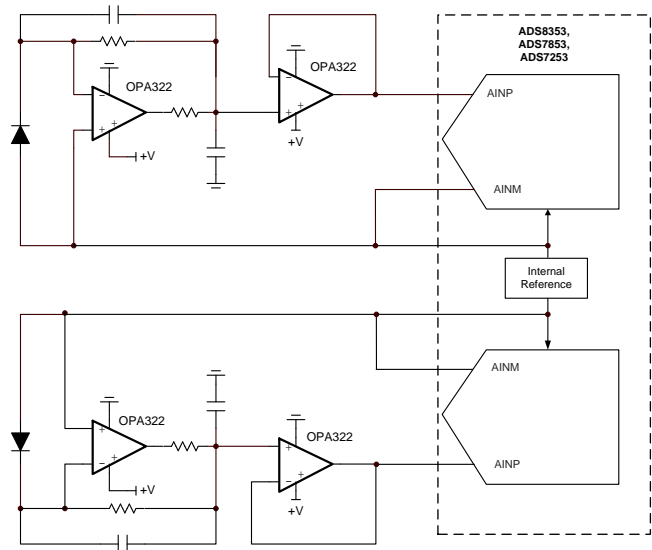 ADS8353,
ADS7853,
ADS7253
OPA322
OPA322
AINP
+V
+V
AINM
Internal
Reference
AINM
OPA322
OPA322
AINP
+V
+V